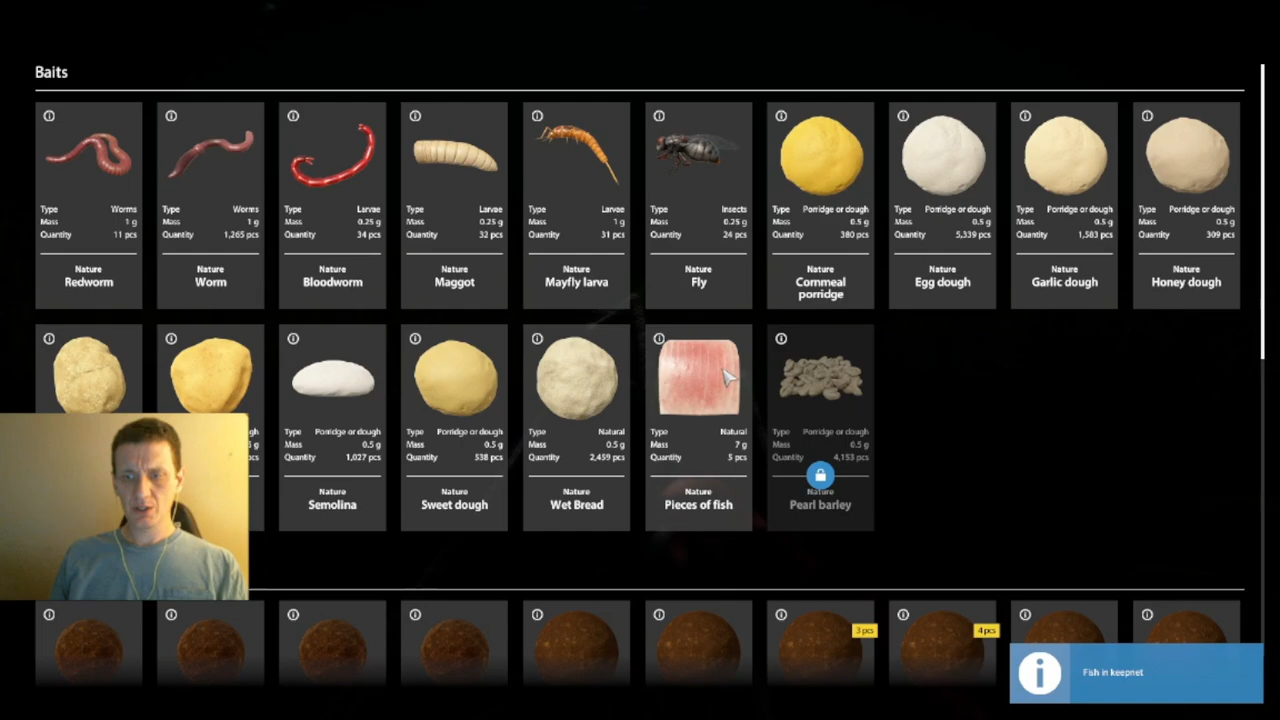 Baits
Type Worms
Mass 1 g
Quantity 11 pcs
Nature
Redworm
Type Worms
Mass 1 g
Quantity 1,265 pcs
Nature
Worm
Type Larvae
Mass 0.25 g
Quantity 34 pcs
Nature
Bloodworm
Type Larvae
Mass 0.25 g
Quantity 32 pcs
Nature
Maggot
Type Larvae
Mass 1 g
Quantity 31 pcs
Nature
Mayfly larva
Type Insects
Mass 0.25 g
Quantity 24 pcs
Nature
Fly
Type Porridge or dough
Mass 0.5 g
Quantity 380 pcs
Nature
Cornmeal
porridge
Type Porridge or dough
Mass 0.5 g
Quantity 5,339 pcs
Nature
Egg dough
Type Porridge or dough
Mass 0.5 g
Quantity 1,583 pcs
Nature
Garlic dough
Type Porridge or dough
Mass 0.5 g
Quantity 309 pcs
Nature
Honey dough
Type Porridge or dough
Mass 0.5 g
Quantity 1,027 pcs
Nature
Semolina
Type Porridge or dough
Mass 0.5 g
Quantity 538 pcs
Nature
Sweet dough
Type Natural
Mass 0.5 g
Quantity 2,459 pcs
Nature
Wet Bread
Type Natural
Mass 7 g
Quantity 5 pcs
Nature
Pieces of fish
Type Porridge or dough
Mass 0.5 g
Quantity 4,153 pcs
Nature
Pearl barley
3 pcs
4 pcs
Fish in keepnet